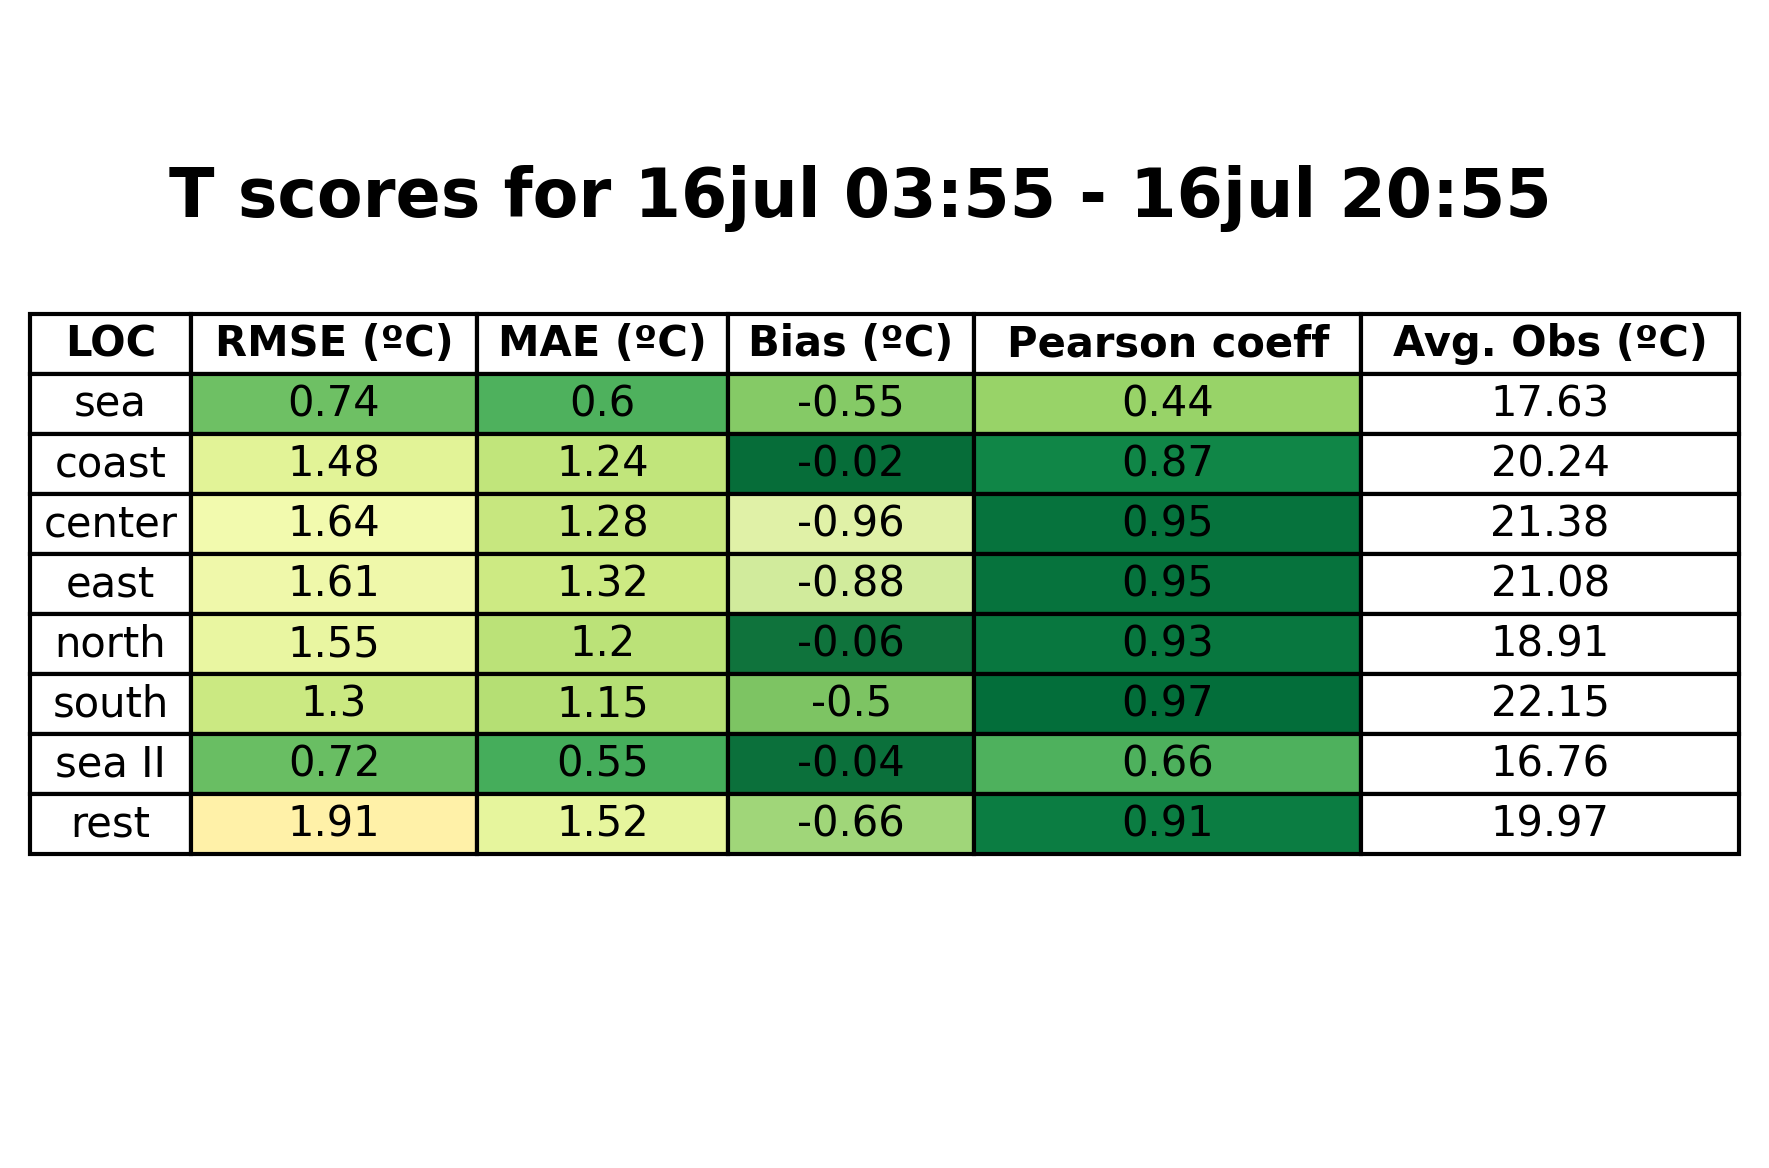 T scores for 16jul 03:55 - 16jul 20:55
LOC RMSE (ºC) MAE (ºC) Bias (ºC) Pearson coeff Avg. Obs (ºC)
sea 0.74 0.6 -0.55 0.44 17.63
coast 1.48 1.24 -0.02 0.87 20.24
center 1.64 1.28 -0.96 0.95 21.38
east 1.61 1.32 -0.88 0.95 21.08
north 1.55 1.2 -0.06 0.93 18.91
south 1.3 1.15 -0.5 0.97 22.15
sea II 0.72 0.55 -0.04 0.66 16.76
rest 1.91 1.52 -0.66 0.91 19.97